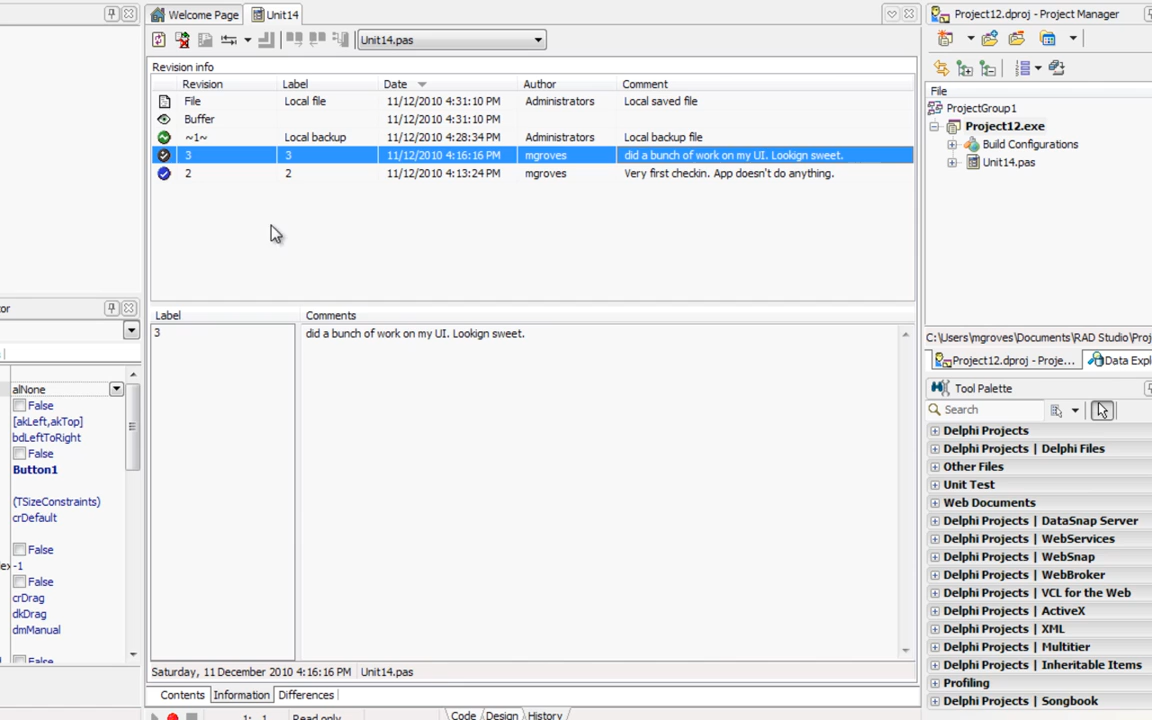 Welcome Page
Unit14
Unit14.pas
Revision info
Revision Label Date Author Comment
File Local file 11/12/2010 4:31:10 PM Administrators Local saved file
Buffer 11/12/2010 4:31:10 PM
~1~ Local backup 11/12/2010 4:28:34 PM Administrators Local backup file
3 3 11/12/2010 4:16:16 PM mgroves did a bunch of work on my UI. Lookign sweet.
2 2 11/12/2010 4:13:24 PM mgroves Very first checkin. App doesn't do anything.
Label Comments
3 did a bunch of work on my UI. Lookign sweet.
Saturday, 11 December 2010 4:16:16 PM Unit14.pas
Contents Information Differences
1: 1 Read only Code Design History
tor
alNone
False
[akLeft,akTop]
bdLeftToRight
False
Button1
(TSizeConstraints)
crDefault
False
ex -1
False
crDrag
dkDrag
dmManual
False
Project12.dproj - Project Manager
File
ProjectGroup1
Project12.exe
Build Configurations
Unit14.pas
C:\Users\mgroves\Documents\RAD Studio\Proj
Project12.dproj - Proje... Data Expl
Tool Palette
Search
Delphi Projects
Delphi Projects | Delphi Files
Other Files
Unit Test
Web Documents
Delphi Projects | DataSnap Server
Delphi Projects | WebServices
Delphi Projects | WebSnap
Delphi Projects | WebBroker
Delphi Projects | VCL for the Web
Delphi Projects | ActiveX
Delphi Projects | XML
Delphi Projects | Multitier
Delphi Projects | Inheritable Items
Profiling
Delphi Projects | Songbook